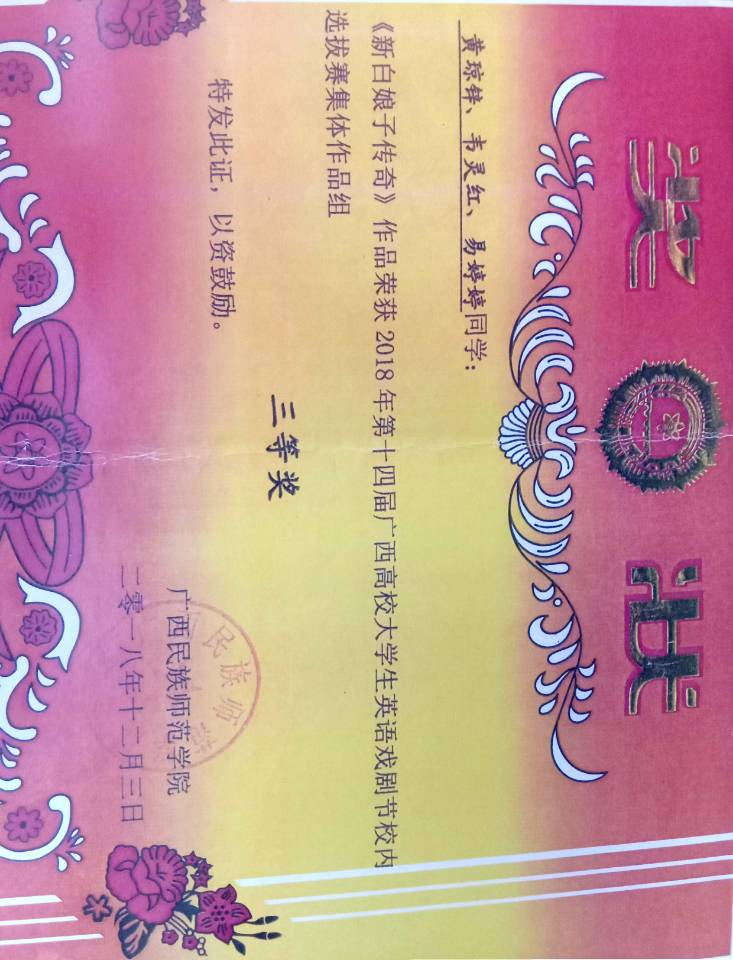 奖状
黄琼锌、韦灵红、易婷婷同学：
《新白娘子传奇》作品荣获2018年第十四届广西高校大学生英语戏剧节校内
选拔赛集体作品组
三等奖
特发此证，以资鼓励。
广西民族师范学院
二零一八年十二月三日
民族师